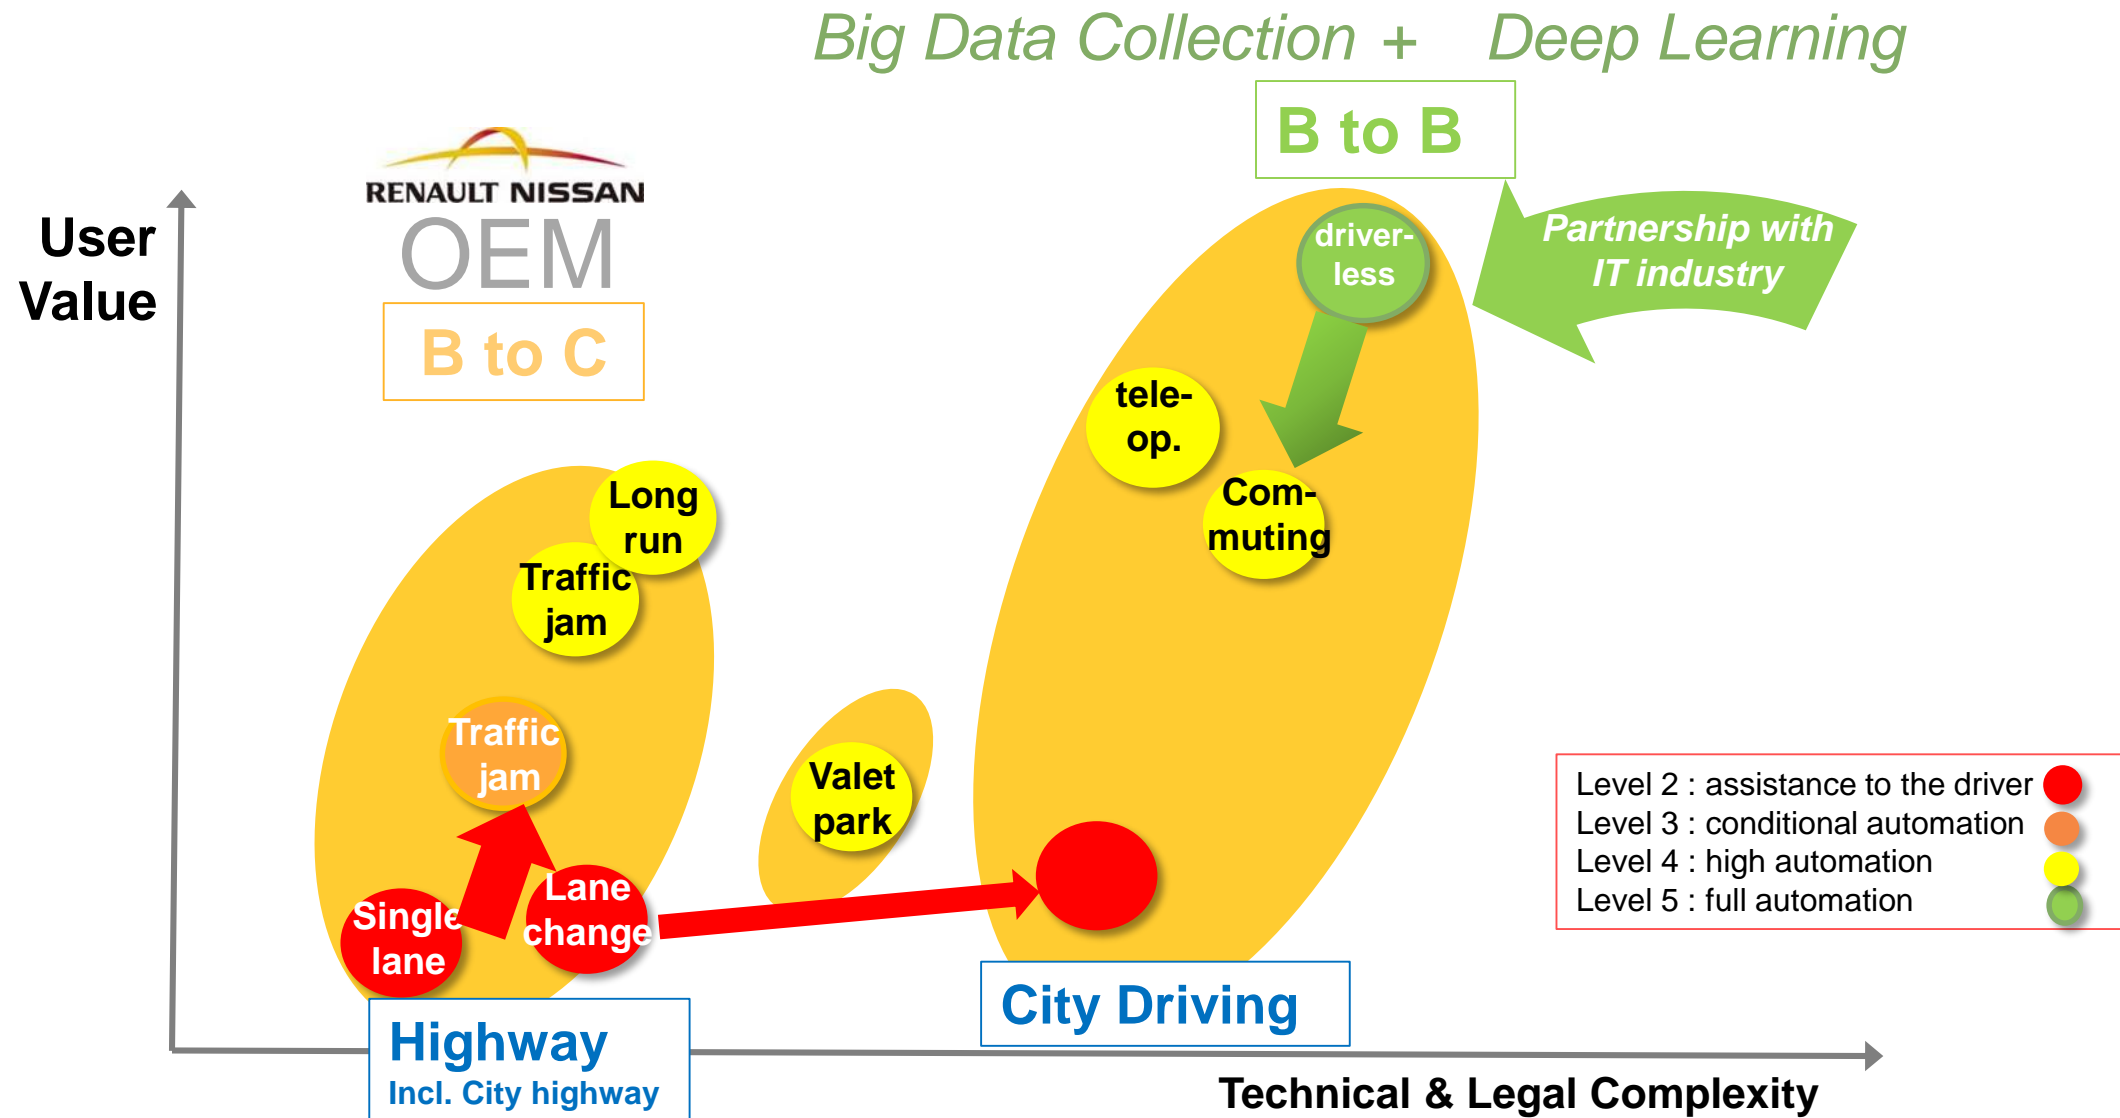 Big Data Collection + Deep Learning
B to B
RENAULT NISSAN
OEM
B to C
User
Value
driver-
less
Partnership with
IT industry
tele-
op.
Com-
muting
Long
run
Traffic
jam
Traffic
jam
Valet
park
Lane
change
Single
lane
Level 2 : assistance to the driver
Level 3 : conditional automation
Level 4 : high automation
Level 5 : full automation
City Driving
Highway
Incl. City highway
Technical & Legal Complexity